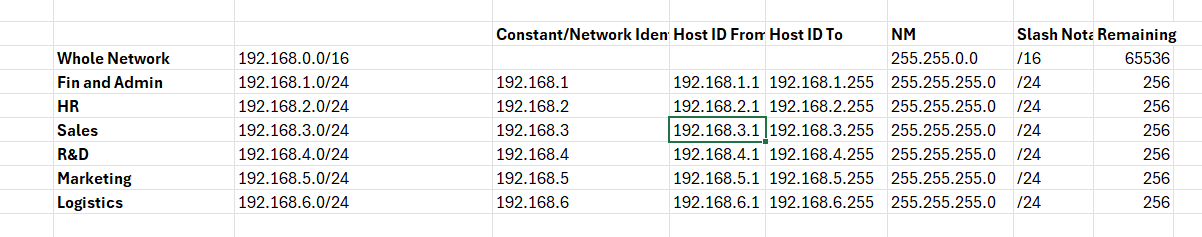 Constant/Network Iden Host ID From Host ID To NM Slash Nota Remaining
Whole Network 192.168.0.0/16 255.255.0.0 /16 65536
Fin and Admin 192.168.1.0/24 192.168.1 192.168.1.1 192.168.1.255 255.255.255.0 /24 256
HR 192.168.2.0/24 192.168.2 192.168.2.1 192.168.2.255 255.255.255.0 /24 256
Sales 192.168.3.0/24 192.168.3 192.168.3.1 192.168.3.255 255.255.255.0 /24 256
R&D 192.168.4.0/24 192.168.4 192.168.4.1 192.168.4.255 255.255.255.0 /24 256
Marketing 192.168.5.0/24 192.168.5 192.168.5.1 192.168.5.255 255.255.255.0 /24 256
Logistics 192.168.6.0/24 192.168.6 192.168.6.1 192.168.6.255 255.255.255.0 /24 256